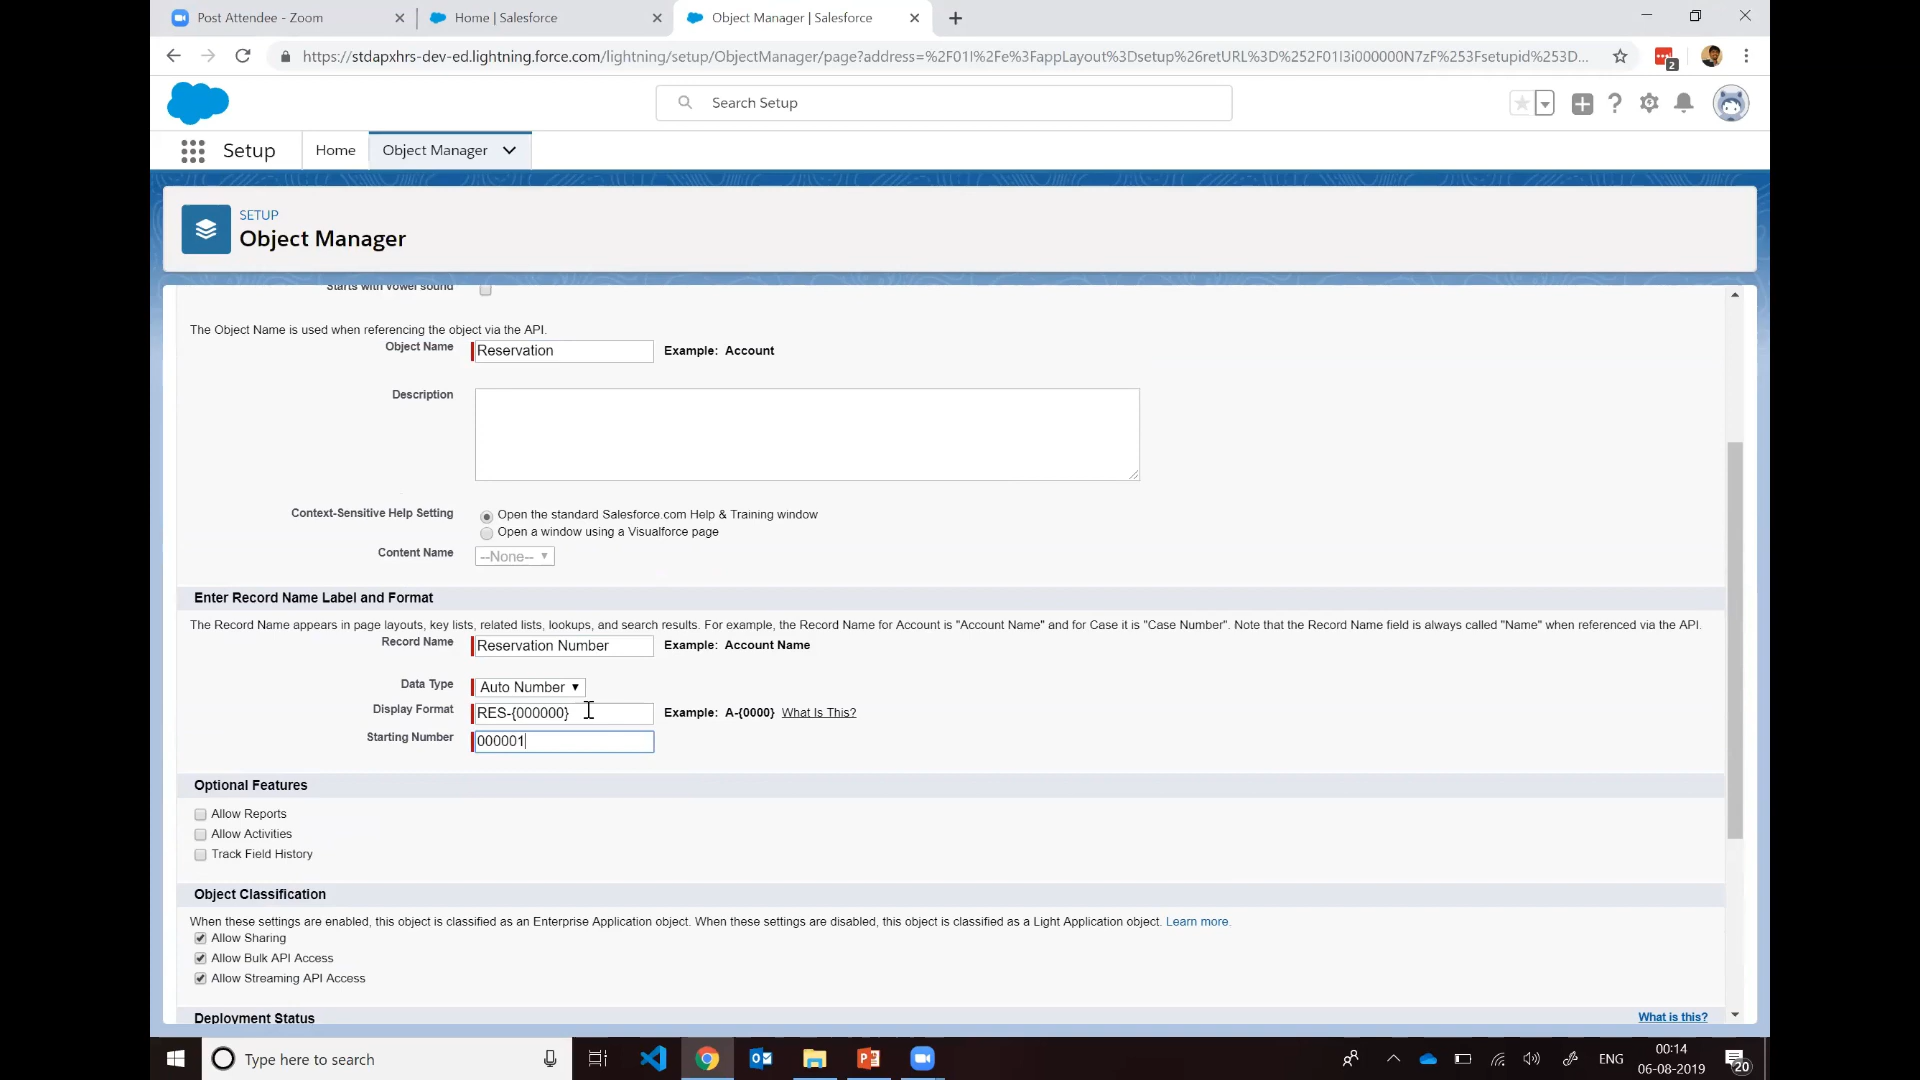 Post Attendee - Zoom
Home | Salesforce
Object Manager | Salesforce
https://stdapxhrs-dev-ed.lightning.force.com/lightning/setup/ObjectManager/page?address=%2F01I%2Fe%3FappLayout%3Dsetup%26retURL%3D%252F01I3i000000N7zF%253Fsetupid%253D...
2
Search Setup
Setup
Home
Object Manager
SETUP
Object Manager
Starts with vowel sound
The Object Name is used when referencing the object via the API.
Object Name
Reservation
Example: Account
Description
Context-Sensitive Help Setting
Open the standard Salesforce.com Help & Training window
Open a window using a Visualforce page
Content Name
--None--
Enter Record Name Label and Format
The Record Name appears in page layouts, key lists, related lists, lookups, and search results. For example, the Record Name for Account is "Account Name" and for Case it is "Case Number". Note that the Record Name field is always called "Name" when referenced via the API.
Record Name
Reservation Number
Example: Account Name
Data Type
Auto Number
Display Format
RES-{000000}
Example: A-{0000} What Is This?
Starting Number
000001
Optional Features
Allow Reports
Allow Activities
Track Field History
Object Classification
When these settings are enabled, this object is classified as an Enterprise Application object. When these settings are disabled, this object is classified as a Light Application object. Learn more.
Allow Sharing
Allow Bulk API Access
Allow Streaming API Access
Deployment Status
What is this?
Type here to search
ENG
00:14
06-08-2019
20